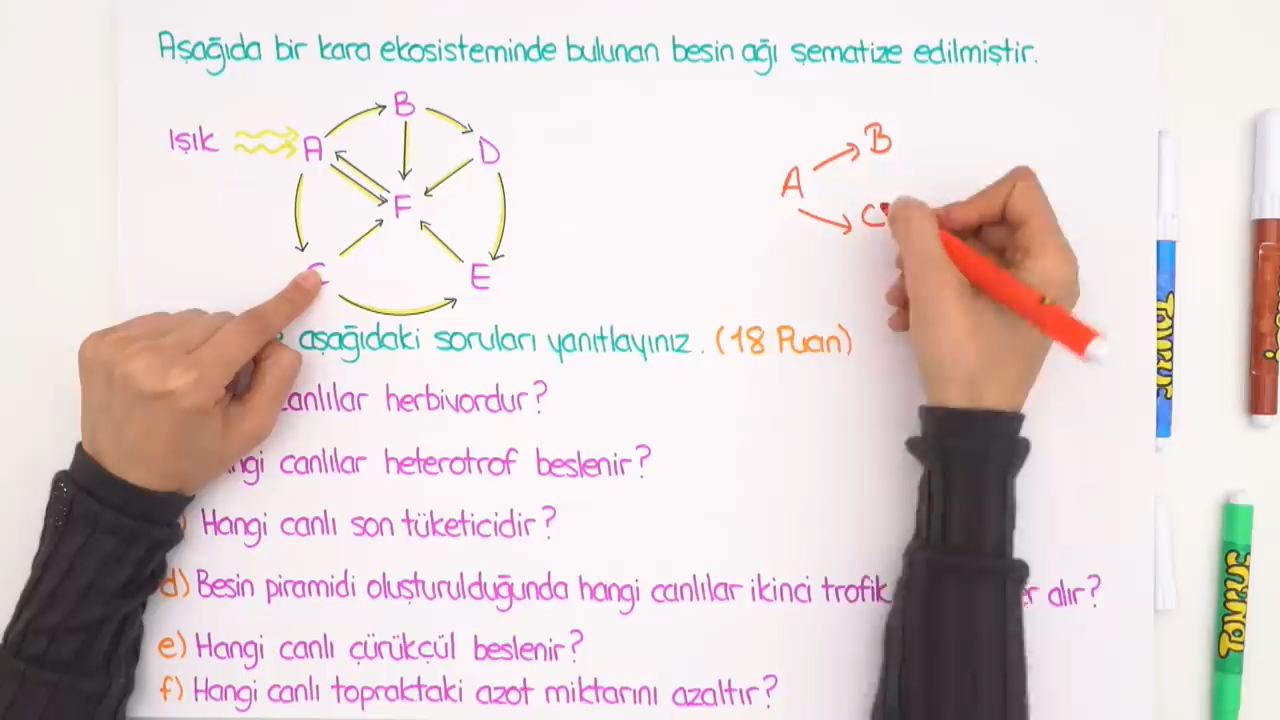 Aşağıda bir kara ekosisteminde bulunan besin ağı şematize edilmiştir.
B
Işık A D
F
C E
A B
C
aşağıdaki soruları yanıtlayınız. (18 Puan)
canlılar herbivordur?
canlılar heterotrof beslenir?
Hangi canlı son tüketicidir?
d) Besin piramidi oluşturulduğunda hangi canlılar ikinci trofik alır?
e) Hangi canlı çürükçül beslenir?
f) Hangi canlı topraktaki azot miktarını azaltır?